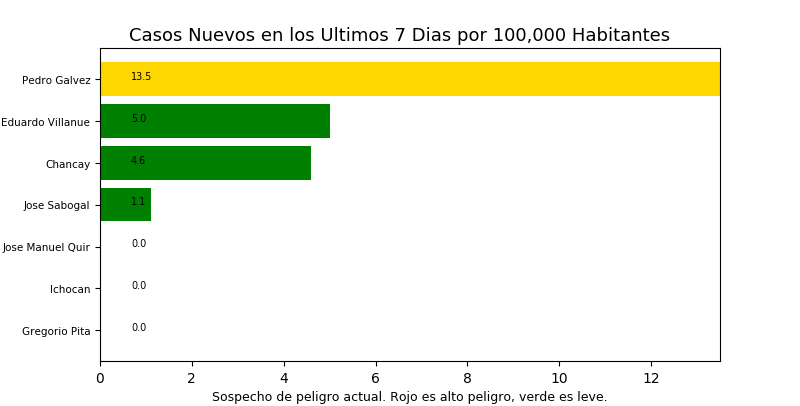 Casos Nuevos en los Ultimos 7 Dias por 100,000 Habitantes
Pedro Galvez 13.5
Eduardo Villanue 5.0
Chancay 4.6
Jose Sabogal 1.1
Jose Manuel Quir 0.0
Ichocan 0.0
Gregorio Pita 0.0
0 2 4 6 8 10 12
Sospecho de peligro actual. Rojo es alto peligro, verde es leve.